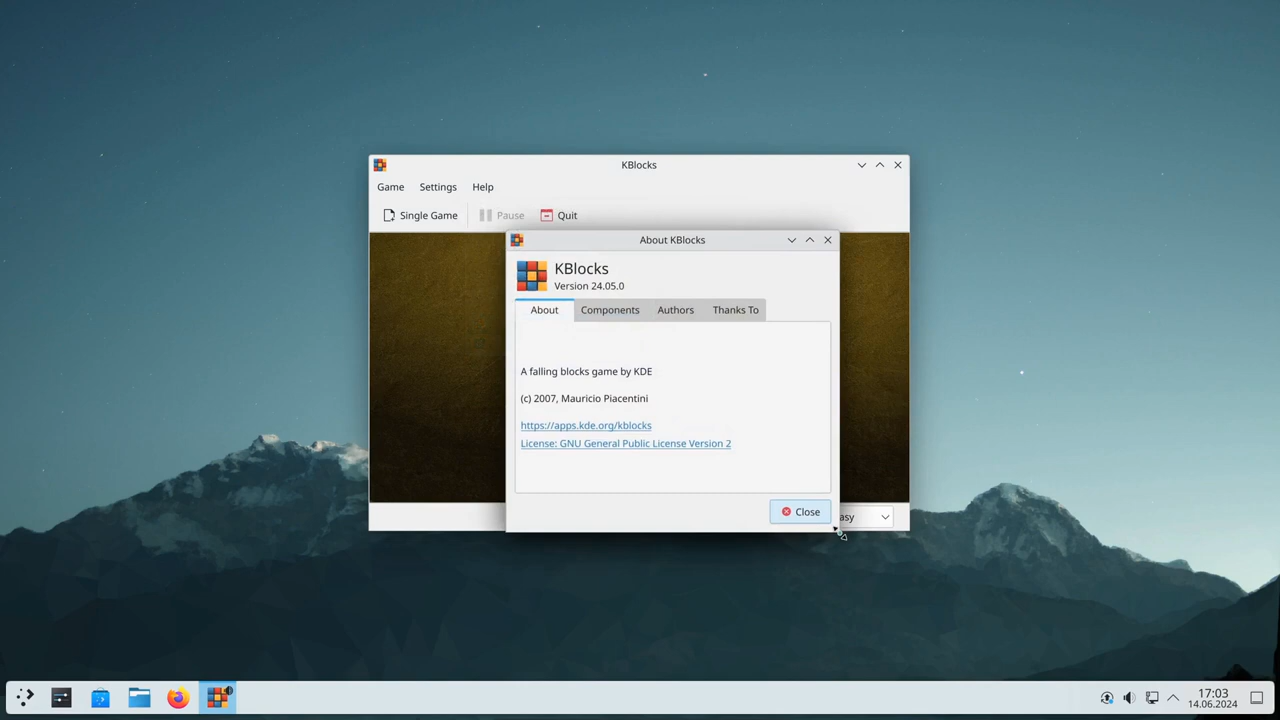 KBlocks
Game Settings Help
Single Game Pause Quit
About KBlocks
KBlocks
Version 24.05.0
About Components Authors Thanks To
A falling blocks game by KDE
(c) 2007, Mauricio Piacentini
https://apps.kde.org/kblocks
License: GNU General Public License Version 2
Close
asy
17:03
14.06.2024